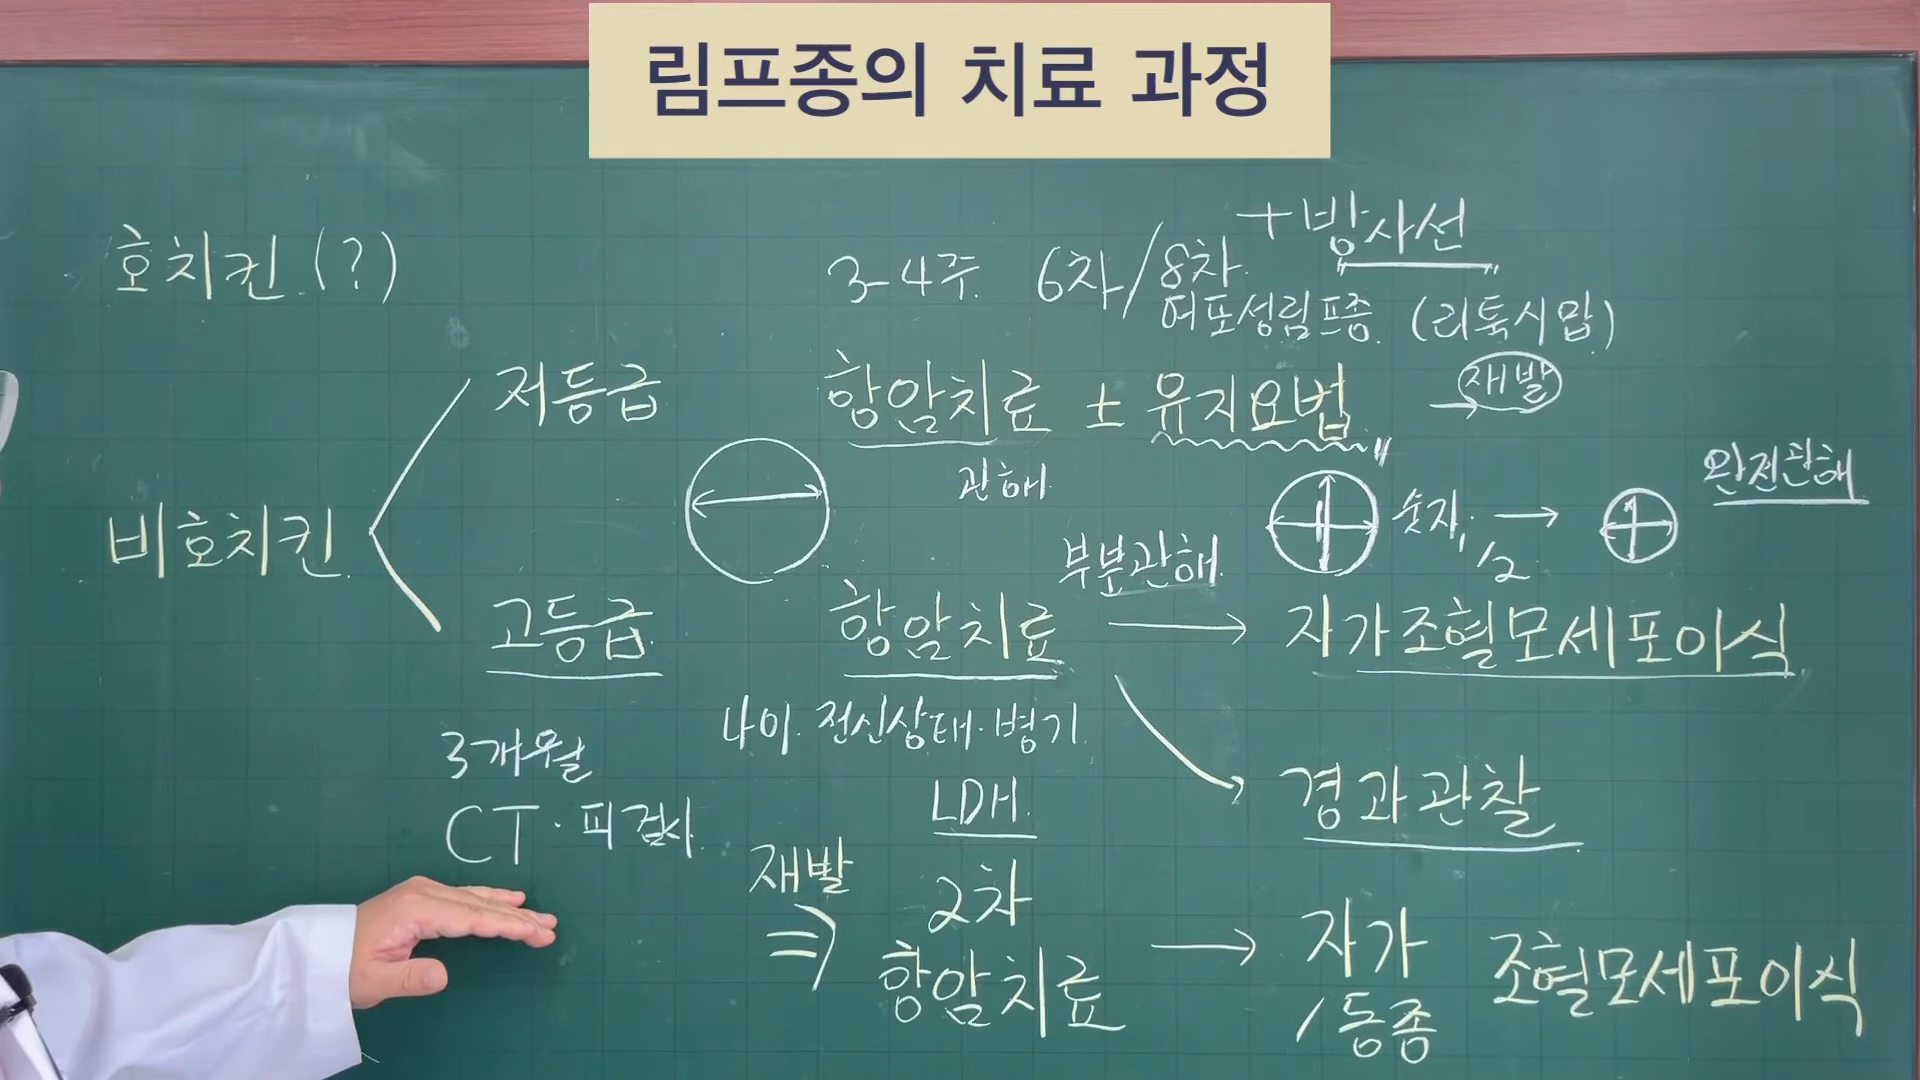 림프종의 치료 과정
호치킨 (?)
3-4주 6차/8차 +방사선
여포성림프종 (리툭시맙)
저등급 항암치료 ± 유지요법 → 재발
관해
완전관해
숫자, 1/2 →
비호치킨
부분관해
고등급 항암치료 → 자가조혈모세포이식
나이·전신상태·병기
LDH
3개월
CT·피검사
경과관찰
재발 ⇒ 2차 항암치료 → 자가/동종 조혈모세포이식